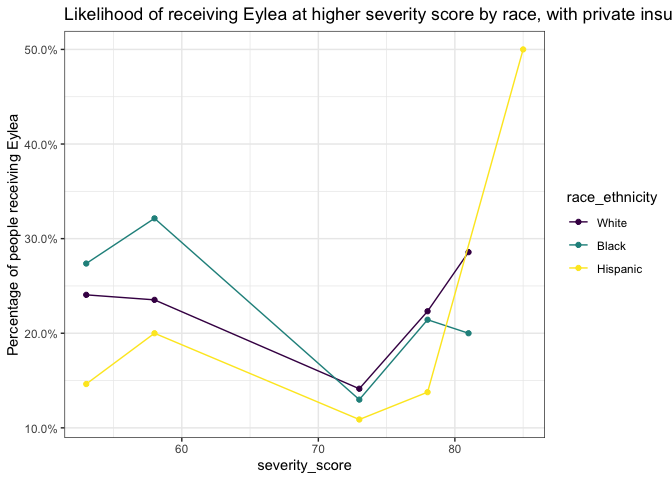 Likelihood of receiving Eylea at higher severity score by race, with private insu
50.0%
40.0%
30.0%
20.0%
10.0%
Percentage of people receiving Eylea
60 70 80
severity_score
race_ethnicity
White
Black
Hispanic